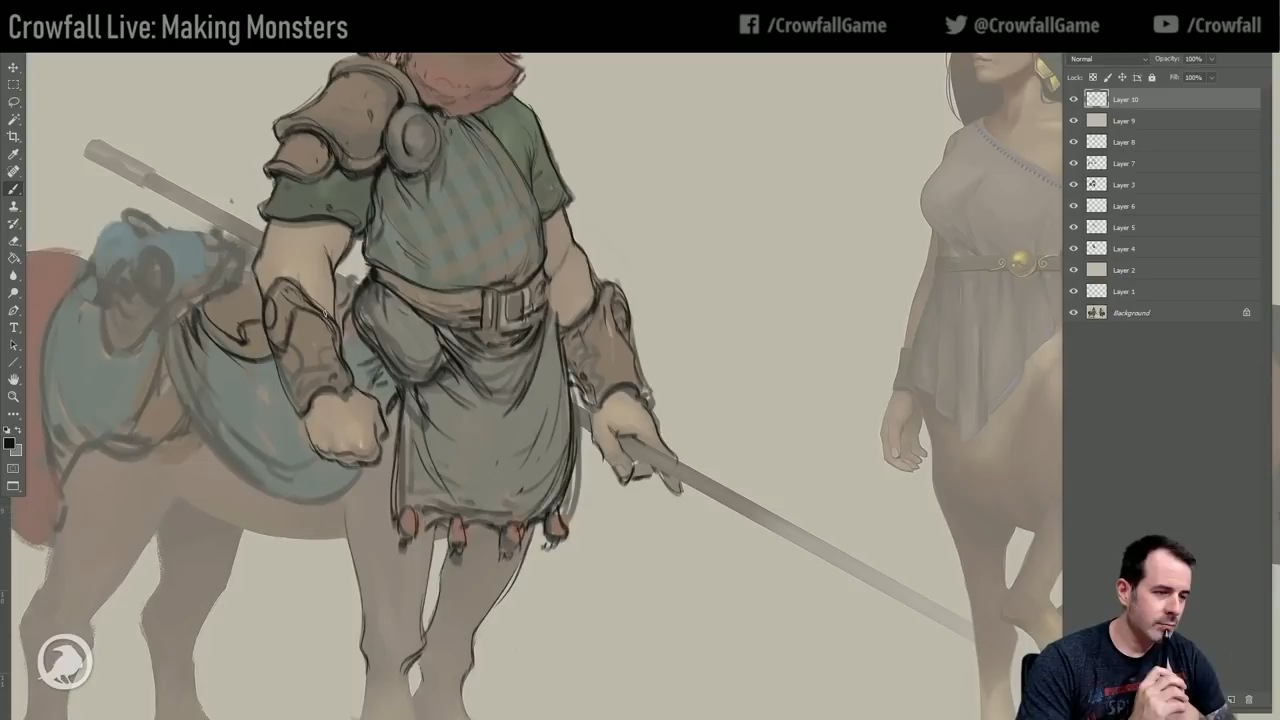 Crowfall Live: Making Monsters
/CrowfallGame
@CrowfallGame
/Crowfall
Normal
Opacity: 100%
Lock:
Fill: 100%
Layer 10
Layer 9
Layer 8
Layer 7
Layer 3
Layer 6
Layer 5
Layer 4
Layer 2
Layer 1
Background